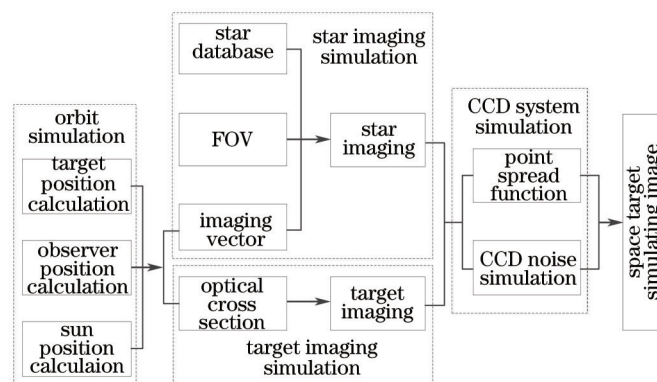 orbit
simulation
target
position
calculation
observer
position
calculation
sun
position
calculaion
star
database
FOV
imaging
vector
star imaging
simulation
star
imaging
optical
cross
section
target
imaging
target imaging
simulation
CCD system
simulation
point
spread
function
CCD noise
simulation
space target
simulating image